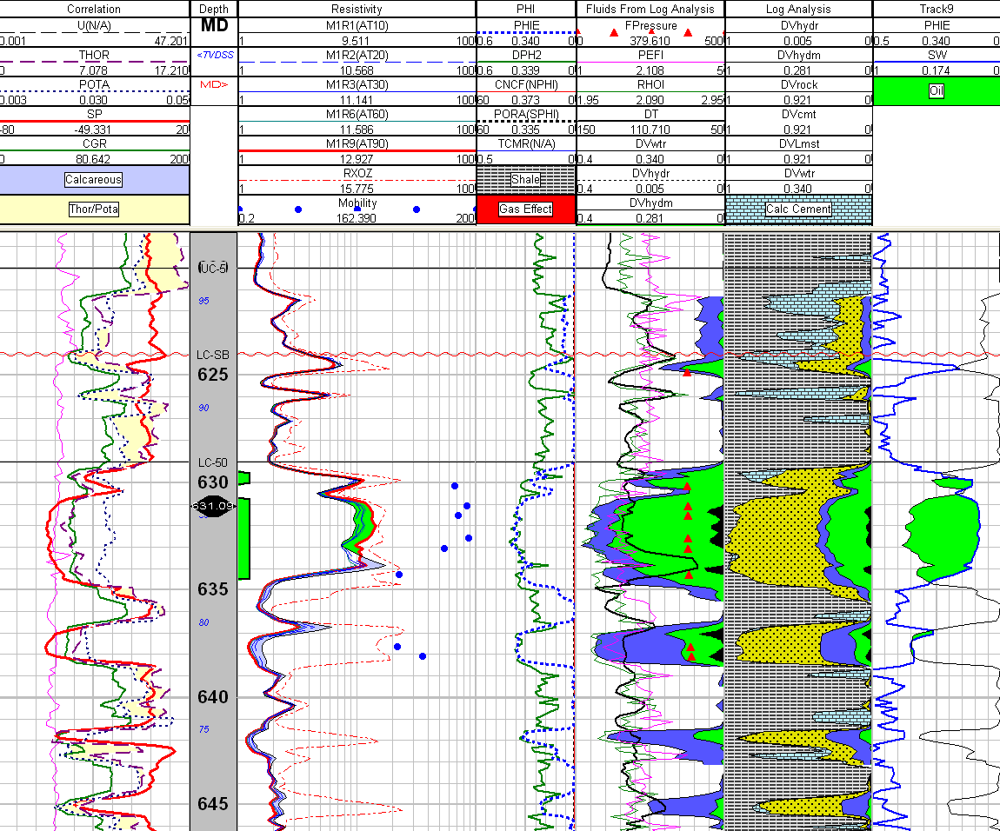 Correlation Depth Resistivity PHI Fluids From Log Analysis Log Analysis Track9
U(N/A) MD M1R1(AT10) PHIE FPressure DVhydr PHIE
0.001 47.201 9.511 100 0.6 0.340 0 379.610 500 1 0.005 0 0.5 0.340 0
THOR <TVDSS M1R2(AT20) DPH2 PEFI DVhydm SW
0 7.078 17.210 10.568 100 0.6 0.339 0 1 2.108 5 1 0.281 0 1 0.174 0
POTA MD> M1R3(AT30) CNCF(NPHI) RHOI DVrock Oil
0.003 0.030 0.05 11.141 100 60 0.373 0 1.95 2.090 2.95 1 0.921 0
SP M1R6(AT60) PORA(SPHI) DT DVcmt
-80 -49.331 20 11.586 100 60 0.335 0 150 110.710 50 1 0.921 0
CGR M1R9(AT90) TCMR(N/A) DVwtr DVLmst
0 80.642 200 1 12.927 100 0.5 0 0.4 0.340 0 1 0.921 0
Calcareous RXOZ Shale DVhydr DVwtr
1 15.775 100 0.4 0.005 0 1 0.340 0
Thor/Pota Mobility Gas Effect DVhydm Calc Cement
0.2 162.390 200 0.4 0.281 0
UC-5
95
LC-SB
625
90
LC-50
630
631.09
635
80
640
75
645